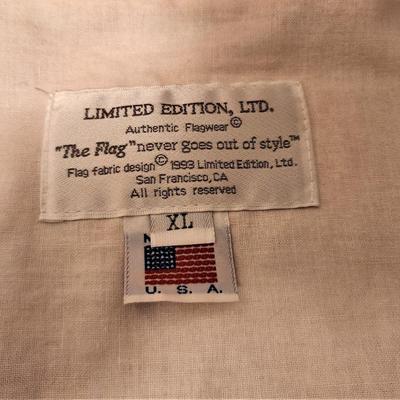 LIMITED EDITION, LTD.
Authentic Flagwear©
"The Flag" never goes out of style™
Flag fabric design © 1993 Limited Edition, Ltd.
San Francisco, CA
All rights reserved
XL
U. S. A.